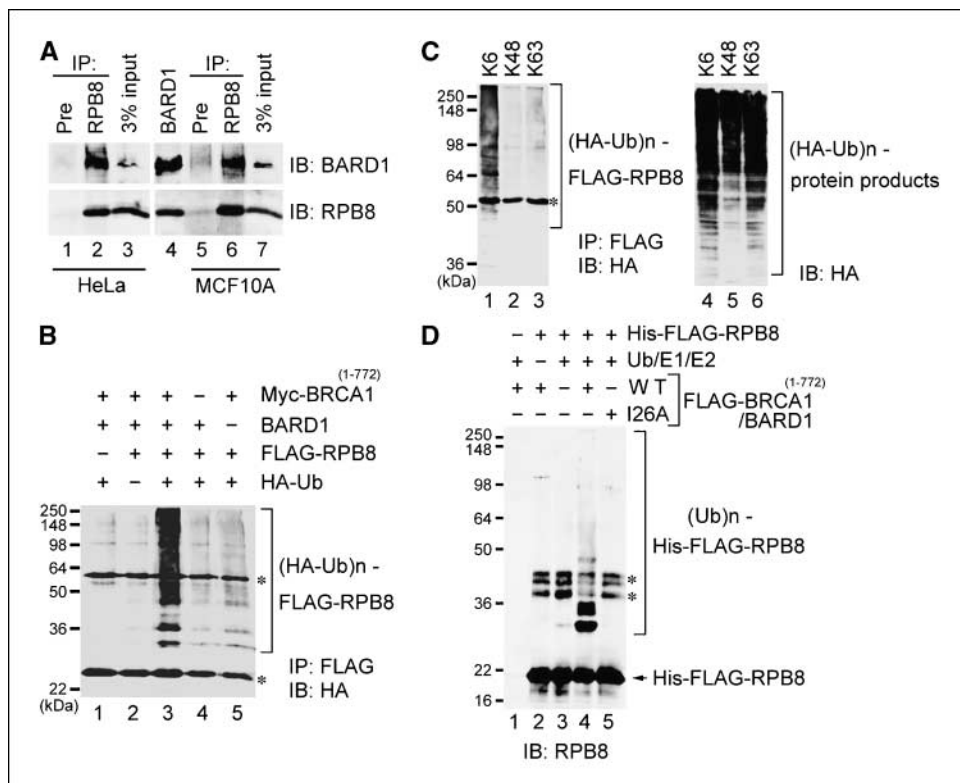 A
IP:
IP:
Pre
RPB8
3% input
BARD1
Pre
RPB8
3% input
IB: BARD1
IB: RPB8
1 2 3 4 5 6 7
HeLa
MCF10A
B
+ + + - + Myc-BRCA1 (1-772)
+ + + + - BARD1
- + + + + FLAG-RPB8
+ - + + + HA-Ub
250
148
98
64
50
36
22
(kDa)
(HA-Ub)n -
FLAG-RPB8
*
*
IP: FLAG
IB: HA
1 2 3 4 5
C
K6
K48
K63
250
148
98
64
50
36
(kDa)
(HA-Ub)n -
FLAG-RPB8
*
IP: FLAG
IB: HA
1 2 3
K6
K48
K63
(HA-Ub)n -
protein products
IB: HA
4 5 6
D
- + + + + His-FLAG-RPB8
+ - + + + Ub/E1/E2
+ + - + - W T
- - - - + I26A
FLAG-BRCA1 (1-772)
/BARD1
250
148
98
64
50
36
22
16
(Ub)n -
His-FLAG-RPB8
*
*
His-FLAG-RPB8
1 2 3 4 5
IB: RPB8